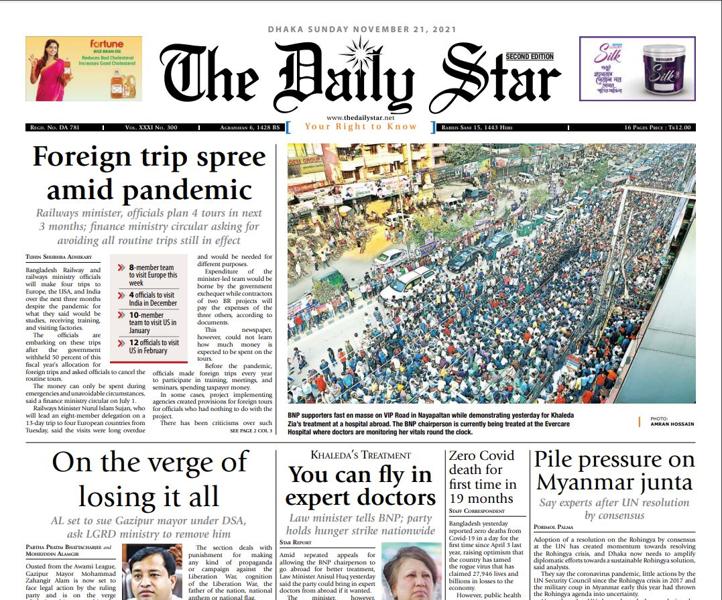 DHAKA SUNDAY NOVEMBER 21, 2021
fortune
RICE BRAN OIL
Reduces Bad Cholesterol
Increases Good Cholesterol
The Daily Star
SECOND EDITION
Silk
www.thedailystar.net
Regd. No. DA 781
Vol. XXXI No. 300
Agrahayan 6, 1428 BS
Your Right to Know
Rabius Sani 15, 1443 Hijri
16 Pages Price : Tk12.00
Foreign trip spree
amid pandemic
Railways minister, officials plan 4 tours in next
3 months; finance ministry circular asking for
avoiding all routine trips still in effect
Tuhin Shubhra Adhikary
Bangladesh Railway and
railways ministry officials
will make four trips to
Europe, the USA, and India
over the next three months
despite the pandemic for
what they said would be
studies, receiving training,
and visiting factories.
The officials are
embarking on these trips
after the government
withheld 50 percent of this
fiscal year's allocation for
foreign trips and asked officials to cancel the
routine tours.
The money can only be spent during
emergencies and unavoidable circumstances,
said a finance ministry circular on July 1.
Railways Minister Nurul Islam Sujan, who
will lead an eight-member delegation on a
13-day trip to four European countries from
Tuesday, said the visits were long overdue
8-member team
to visit Europe this
week
4 officials to visit
India in December
10-member
team to visit US in
January
12 officials to visit
US in February
and would be needed for
different purposes.
Expenditure of the
minister-led team would be
borne by the government
exchequer while contractors
of two BR projects will
pay the expenses of the
three others, according to
documents.
This newspaper,
however, could not learn
how much money is
expected to be spent on the
tours.
Before the pandemic,
officials made foreign trips every year
to participate in training, meetings, and
seminars, spending taxpayer money.
In some cases, project implementing
agencies created provisions for foreign tours
for officials who had nothing to do with the
project.
There has been criticisms over such
SEE PAGE 2 COL 3
BNP supporters fast en masse on VIP Road in Nayapaltan while demonstrating yesterday for Khaleda
Zia's treatment at a hospital abroad. The BNP chairperson is currently being treated at the Evercare
Hospital where doctors are monitoring her vitals round the clock.
PHOTO:
AMRAN HOSSAIN
On the verge of
losing it all
AL set to sue Gazipur mayor under DSA,
ask LGRD ministry to remove him
Partha Pratim Bhattacharjee and
Mohiuddin Alamgir
Ousted from the Awami League,
Gazipur Mayor Mohammad
Zahangir Alam is now set to
face legal action by the ruling
party and is on the verge
The section deals with
punishment for making
any kind of propaganda
or campaign against the
Liberation War, cognition
of the Liberation War, the
father of the nation, national
anthem or national flag.
Khaleda's Treatment
You can fly in
expert doctors
Law minister tells BNP; party
holds hunger strike nationwide
Star Report
Amid repeated appeals for
allowing the BNP chairperson to
go abroad for better treatment,
Law Minister Anisul Huq yesterday
said the party could bring in expert
doctors from abroad if it wanted.
The minister, however,
Zero Covid
death for
first time in
19 months
Staff Correspondent
Bangladesh yesterday
reported zero deaths from
Covid-19 in a day for the
first time since April 3 last
year, raising optimism that
the country has tamed
the rogue virus that has
claimed 27,946 lives and
billions in losses to the
economy.
However, public health
Pile pressure on
Myanmar junta
Say experts after UN resolution
by consensus
Porimol Palma
Adoption of a resolution on the Rohingya by consensus
at the UN has created momentum towards resolving
the Rohingya crisis, and Dhaka now needs to amplify
diplomatic efforts towards a sustainable Rohingya solution,
said analysts.
They say the coronavirus pandemic, little actions by the
UN Security Council since the Rohingya crisis in 2017 and
the military coup in Myanmar early this year had thrown
the Rohingya agenda into uncertainty.